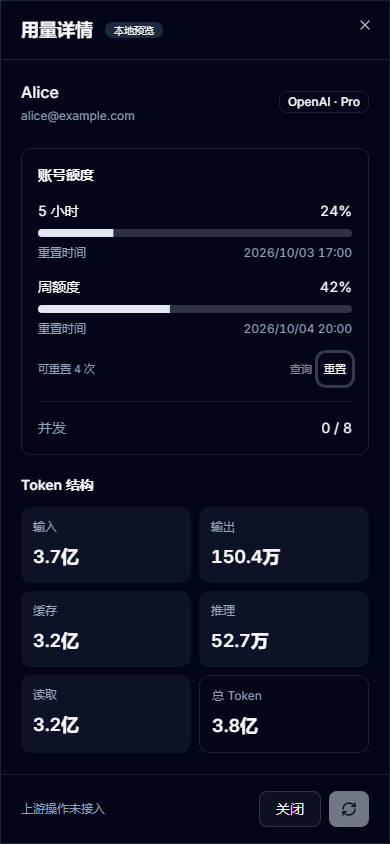 用量详情 本地预览
Alice
alice@example.com
OpenAI · Pro
账号额度
5 小时 24%
重置时间 2026/10/03 17:00
周额度 42%
重置时间 2026/10/04 20:00
可重置 4 次 查询 重置
并发 0 / 8
Token 结构
输入 输出
3.7亿 150.4万
缓存 推理
3.2亿 52.7万
读取 总 Token
3.2亿 3.8亿
上游操作未接入 关闭